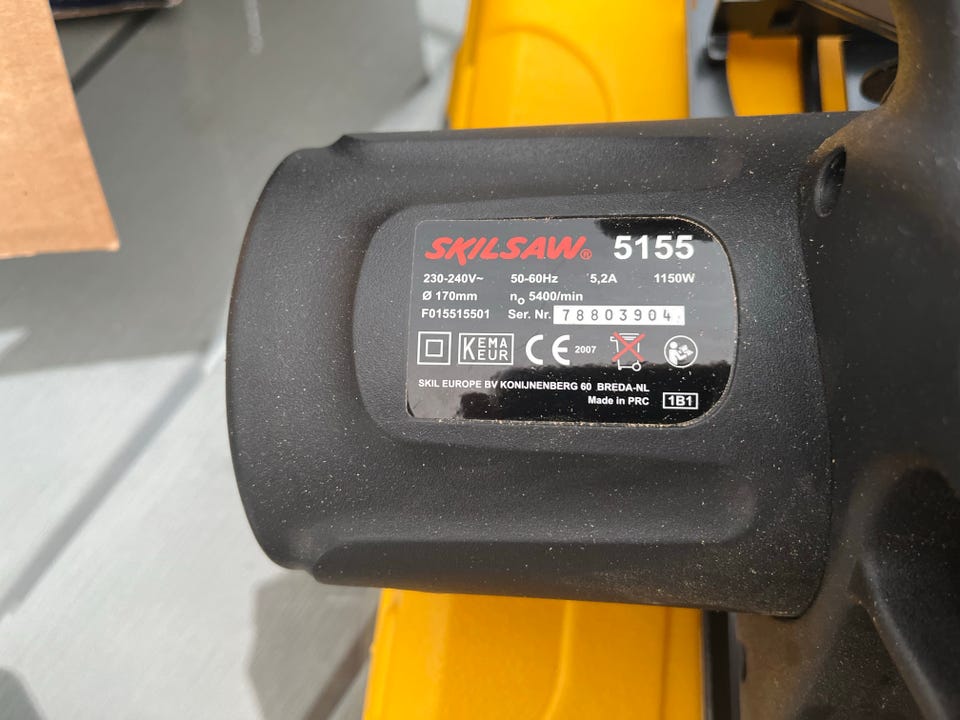 SKILSAW® 5155
230-240V~ 50-60Hz 5,2A 1150W
Ø 170mm n₀ 5400/min
F015515501 Ser. Nr. 78803904
KEMA
KEUR
CE 2007
SKIL EUROPE BV KONIJNENBERG 60 BREDA-NL
Made in PRC 1B1